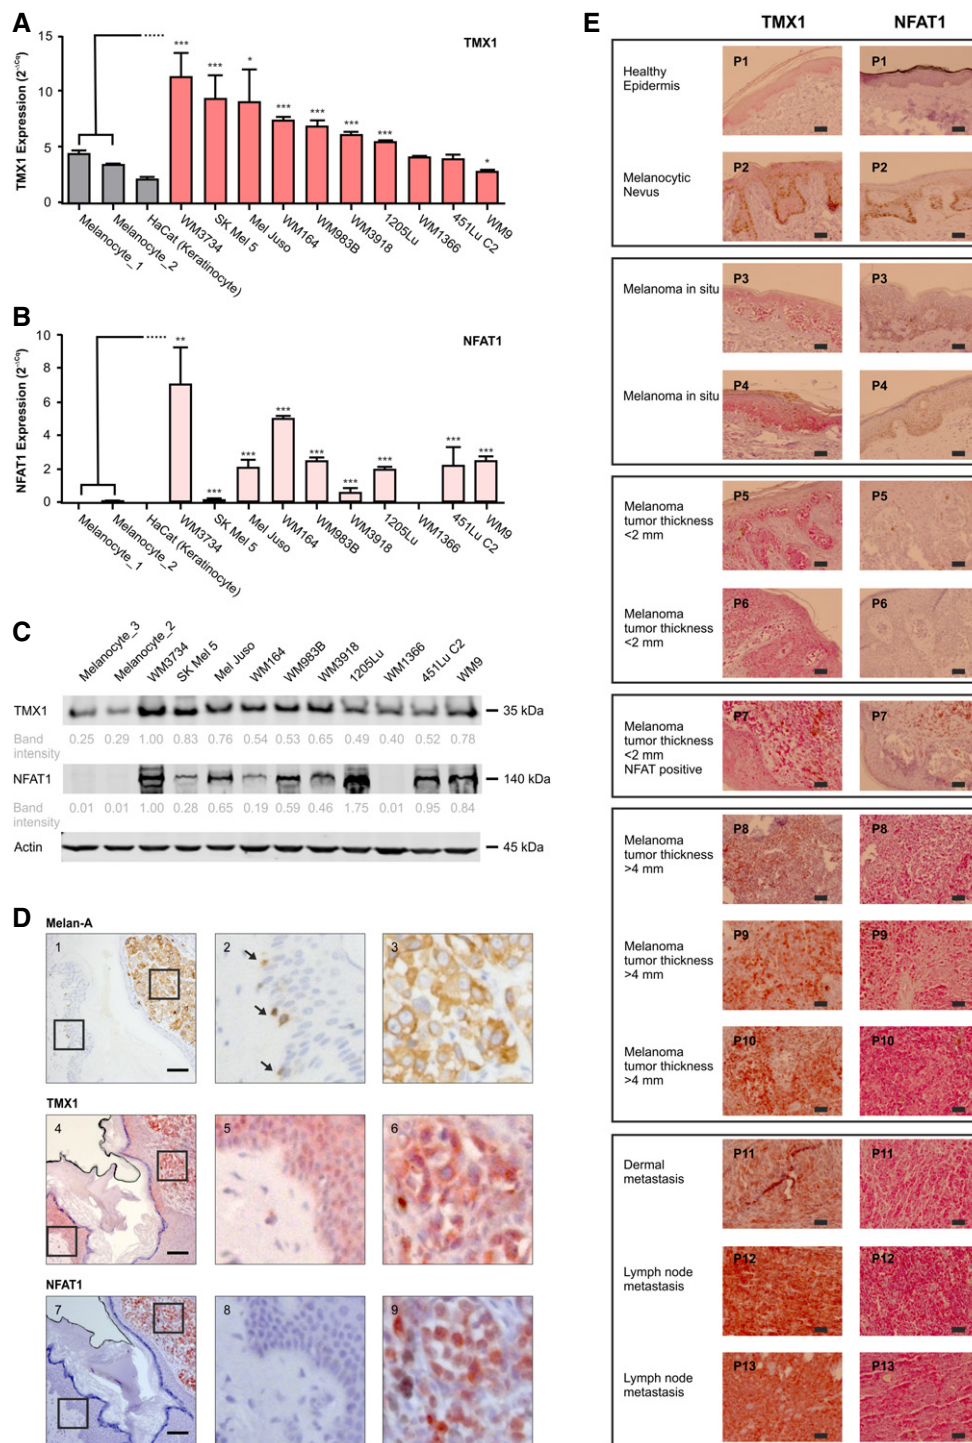 A
TMX1
TMX1 Expression (2^-ΔCq)
15
10
5
0
***
***
*
***
***
***
***
*
Melanocyte_1
Melanocyte_2
HaCat (Keratinocyte)
WM3734
SK Mel 5
Mel Juso
WM164
WM983B
WM3918
1205Lu
WM1366
451Lu C2
WM9
B
NFAT1
NFAT1 Expression (2^-ΔCq)
10
8
6
4
2
0
**
***
***
***
***
***
***
***
***
Melanocyte_1
Melanocyte_2
HaCat (Keratinocyte)
WM3734
SK Mel 5
Mel Juso
WM164
WM983B
WM3918
1205Lu
WM1366
451Lu C2
WM9
C
Melanocyte_3
Melanocyte_2
WM3734
SK Mel 5
Mel Juso
WM164
WM983B
WM3918
1205Lu
WM1366
451Lu C2
WM9
TMX1
35 kDa
Band intensity 0.25 0.29 1.00 0.83 0.76 0.54 0.53 0.65 0.49 0.40 0.52 0.78
NFAT1
140 kDa
Band intensity 0.01 0.01 1.00 0.28 0.65 0.19 0.59 0.46 1.75 0.01 0.95 0.84
Actin
45 kDa
D
Melan-A
1 2 3
TMX1
4 5 6
NFAT1
7 8 9
E
TMX1 NFAT1
Healthy
Epidermis
P1 P1
Melanocytic
Nevus
P2 P2
Melanoma in situ
P3 P3
Melanoma in situ
P4 P4
Melanoma
tumor thickness
<2 mm
P5 P5
Melanoma
tumor thickness
<2 mm
P6 P6
Melanoma
tumor thickness
<2 mm
NFAT positive
P7 P7
Melanoma
tumor thickness
>4 mm
P8 P8
Melanoma
tumor thickness
>4 mm
P9 P9
Melanoma
tumor thickness
>4 mm
P10 P10
Dermal
metastasis
P11 P11
Lymph node
metastasis
P12 P12
Lymph node
metastasis
P13 P13